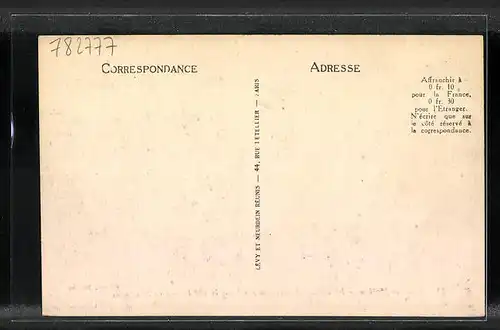 782777
CORRESPONDANCE
ADRESSE
Affranchir à
0 fr. 10
pour la France,
0 fr. 30
pour l'Etranger.
N'écrire que sur
le côté réservé à
la correspondance.
LÉVY ET NEURDEIN RÉUNIS — 44, RUE LETELLIER — PARIS